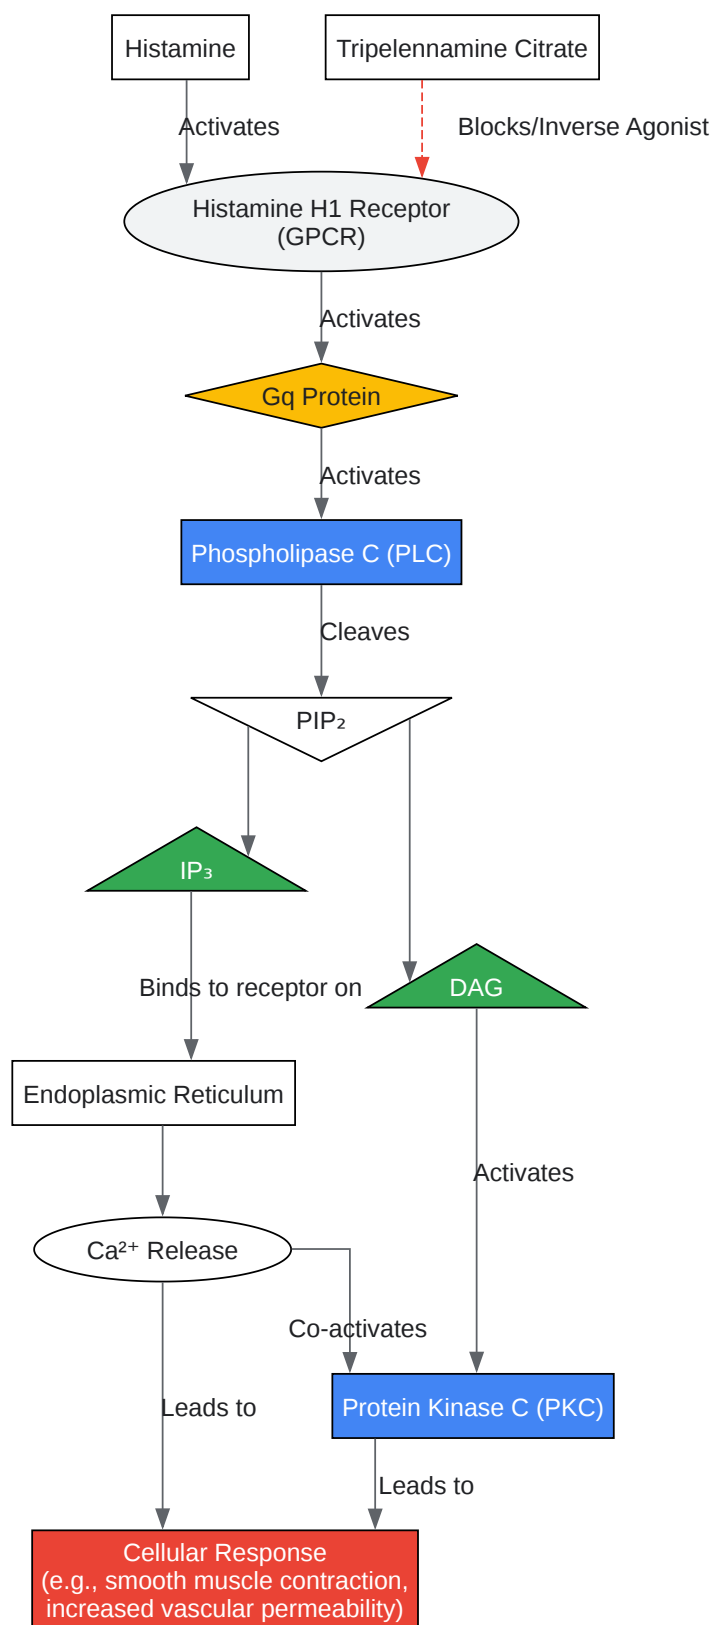 Histamine
Tripelennamine Citrate
Activates
Blocks/Inverse Agonist
Histamine H1 Receptor
(GPCR)
Activates
Gq Protein
Activates
Phospholipase C (PLC)
Cleaves
PIP₂
IP₃
Binds to receptor on
DAG
Endoplasmic Reticulum
Activates
Ca²⁺ Release
Co-activates
Leads to
Protein Kinase C (PKC)
Leads to
Cellular Response
(e.g., smooth muscle contraction,
increased vascular permeability)